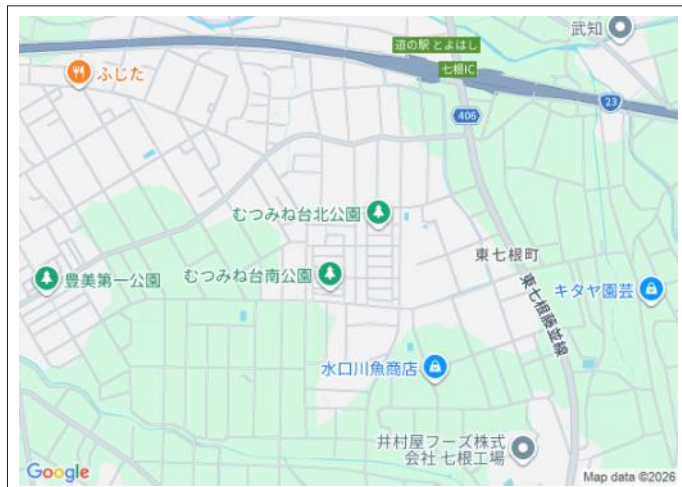 武知
道の駅 とよはし
七根IC
ふじた
23
406
むつみね台北公園
東七根町
豊美第一公園
むつみね台南公園
キタヤ園芸
東七根藤並線
水口川魚商店
井村屋フーズ株式
会社 七根工場
Google
Map data ©2026